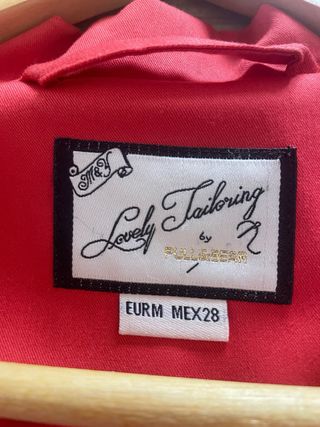 M&Y
Lovely Tailoring
by
PULL&BEAR
EURM MEX28